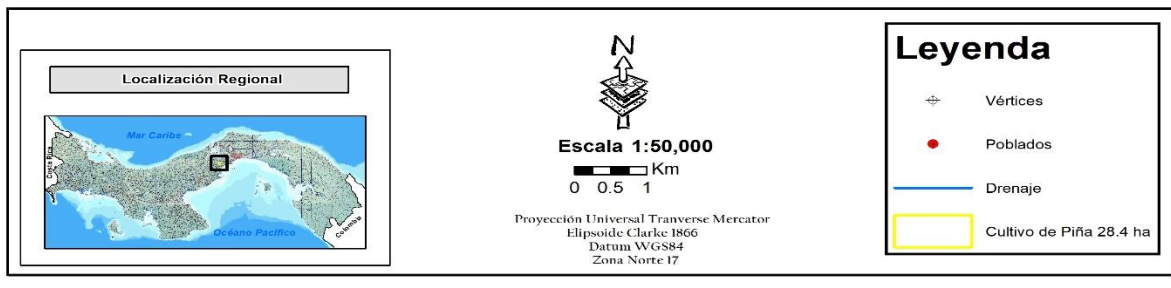 Localización Regional
Mar Caribe
Costa Rica
Colombia
Océano Pacífico
N
Escala 1:50,000
Km
0 0.5 1
Proyección Universal Tranverse Mercator
Elipsoide Clarke 1866
Datum WGS84
Zona Norte 17
Leyenda
Vértices
Poblados
Drenaje
Cultivo de Piña 28.4 ha